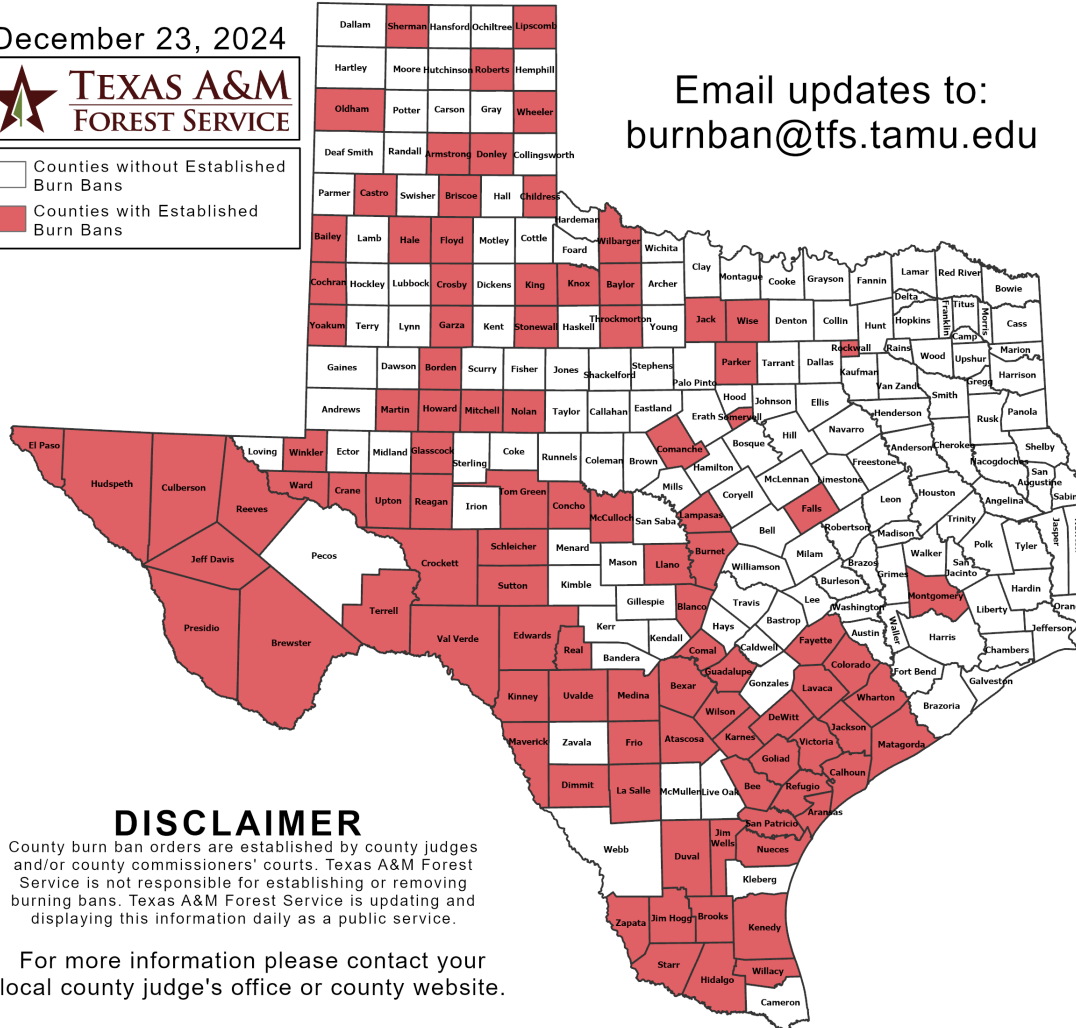 December 23, 2024
TEXAS A&M
FOREST SERVICE
Counties without Established
Burn Bans
Counties with Established
Burn Bans
Email updates to:
burnban@tfs.tamu.edu
Dallam Sherman Hansford Ochiltree Lipscomb
Hartley Moore Hutchinson Roberts Hemphill
Oldham Potter Carson Gray Wheeler
Deaf Smith Randall Armstrong Donley Collingsworth
Parmer Castro Swisher Briscoe Hall Childress
Hardeman
Bailey Lamb Hale Floyd Motley Cottle Foard Wilbarger Wichita
Clay Montague Cooke Grayson Fannin Lamar Red River Bowie
Cochran Hockley Lubbock Crosby Dickens King Knox Baylor Archer
Delta Franklin Titus Morris
Yoakum Terry Lynn Garza Kent Stonewall Haskell Throckmorton Young Jack Wise Denton Collin Hunt Hopkins Camp Cass
Rockwall Rains Wood Upshur Marion
Gaines Dawson Borden Scurry Fisher Jones Shackelford Stephens Palo Pinto Parker Tarrant Dallas Kaufman Van Zandt Gregg Harrison
Andrews Martin Howard Mitchell Nolan Taylor Callahan Eastland Erath Hood Somervell Johnson Ellis Henderson Smith Rusk Panola
El Paso Loving Winkler Ector Midland Glasscock Sterling Coke Runnels Coleman Brown Comanche Hamilton Bosque Hill Navarro Anderson Cherokee Shelby
Hudspeth Culberson Reeves Ward Crane Upton Reagan Irion Tom Green Concho McCulloch San Saba Mills Lampasas Coryell McLennan Limestone Freestone Leon Houston Nacogdoches San
Augustine
Angelina
Falls Bell Robertson Madison Trinity Jasper
Jeff Davis Pecos Crockett Schleicher Menard Mason Llano Burnet Williamson Milam Brazos Grimes Walker San
Jacinto
Polk Tyler
Sutton Kimble Gillespie Blanco Travis Lee Burleson Washington Montgomery Liberty Hardin
Presidio Brewster Terrell Val Verde Edwards Real Kerr Kendall Hays Bastrop Caldwell Fayette Austin Waller Harris Jefferson
Bandera Comal Guadalupe Gonzales Colorado Fort Bend Chambers Galveston
Kinney Uvalde Medina Bexar Wilson Lavaca Wharton Brazoria
Maverick Zavala Frio Atascosa Karnes DeWitt Jackson Victoria Matagorda
Goliad Calhoun
Dimmit La Salle McMullen Live Oak Bee Refugio Aransas
San Patricio
Webb Duval Jim
Wells
Nueces
Kleberg
Zapata Jim Hogg Brooks Kenedy
Starr Hidalgo Willacy
Cameron
DISCLAIMER
County burn ban orders are established by county judges
and/or county commissioners' courts. Texas A&M Forest
Service is not responsible for establishing or removing
burning bans. Texas A&M Forest Service is updating and
displaying this information daily as a public service.
For more information please contact your
local county judge's office or county website.